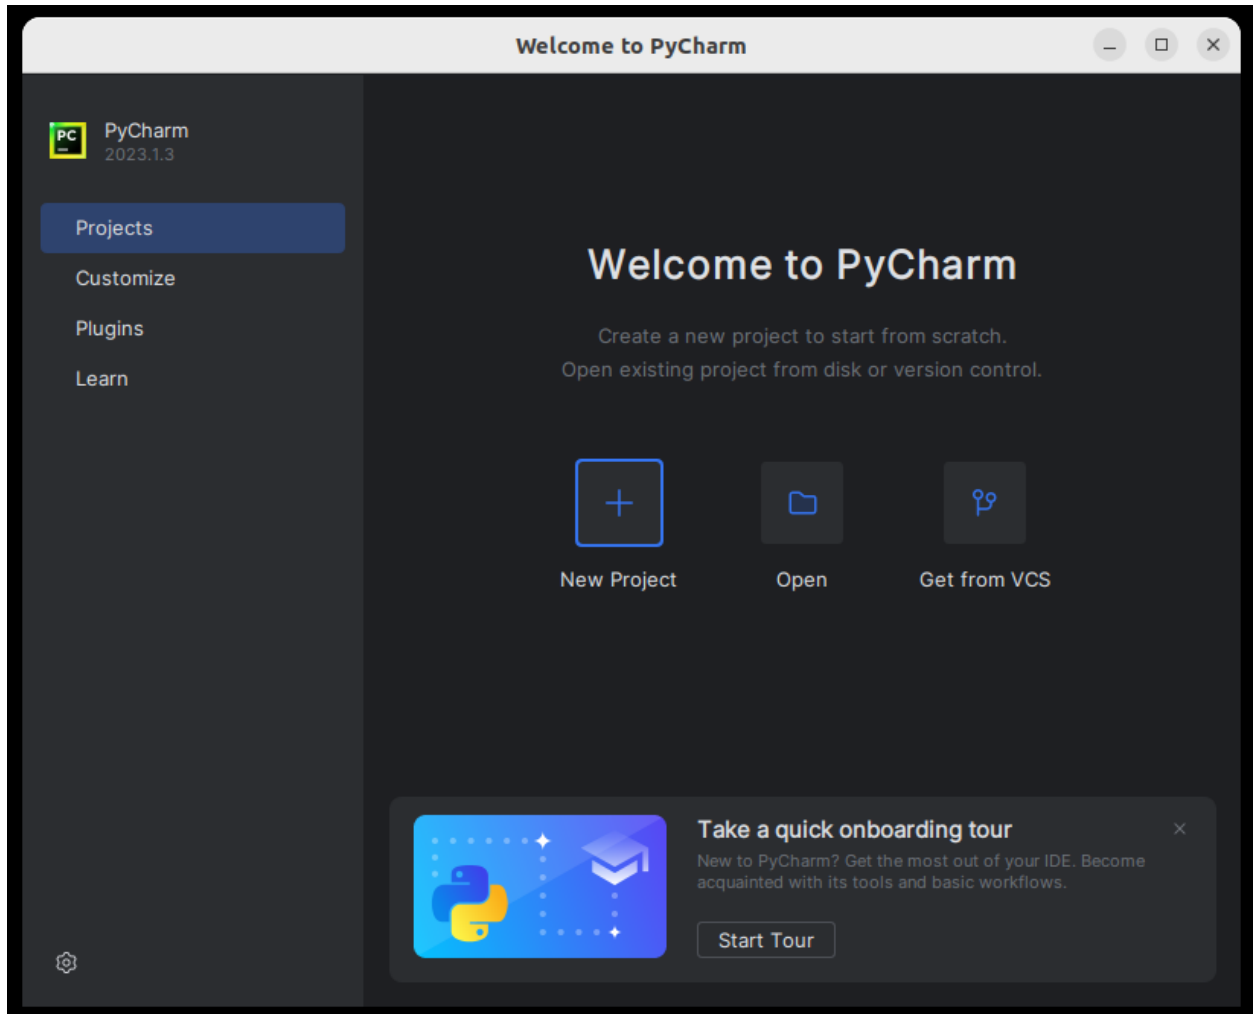 Welcome to PyCharm
PC
PyCharm
2023.1.3
Projects
Customize
Plugins
Learn
Welcome to PyCharm
Create a new project to start from scratch.
Open existing project from disk or version control.
New Project
Open
Get from VCS
Take a quick onboarding tour
New to PyCharm? Get the most out of your IDE. Become
acquainted with its tools and basic workflows.
Start Tour